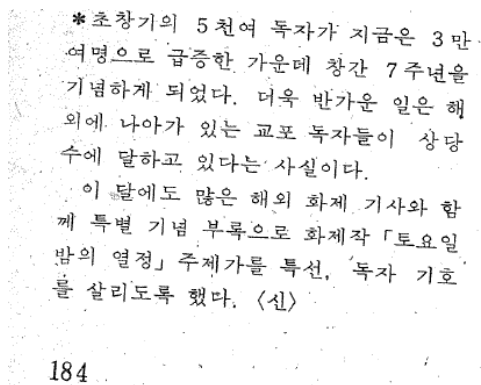 *초창기의 5천여 독자가 지금은 3만
여명으로 급증한 가운데 창간 7주년을
기념하게 되었다. 더욱 반가운 일은 해
외에 나아가 있는 교포 독자들이 상당
수에 달하고 있다는 사실이다.
이 달에도 많은 해외 화제 기사와 함
께 특별 기념 부록으로 화제작 「토요일
밤의 열정」 주제가를 특선, 독자 기호
를 살리도록 했다. 〈신〉
184